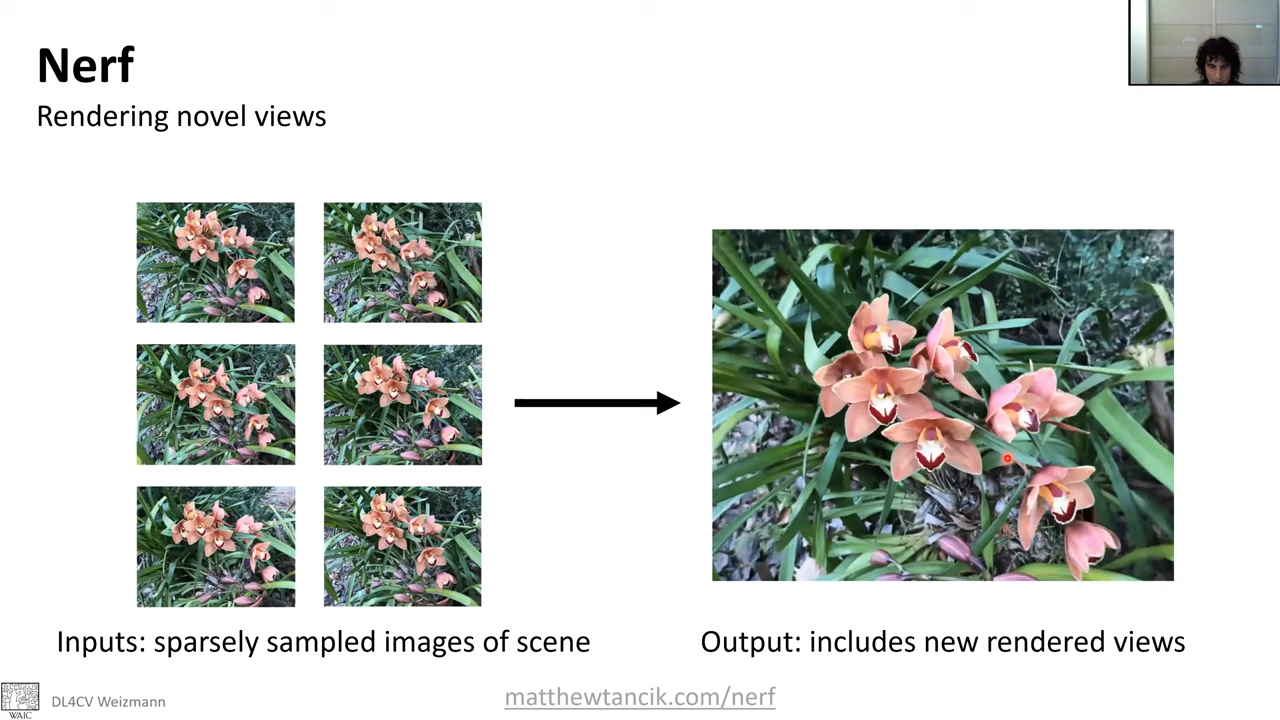 Nerf
Rendering novel views
Inputs: sparsely sampled images of scene
Output: includes new rendered views
WAIC
DL4CV Weizmann
matthewtancik.com/nerf